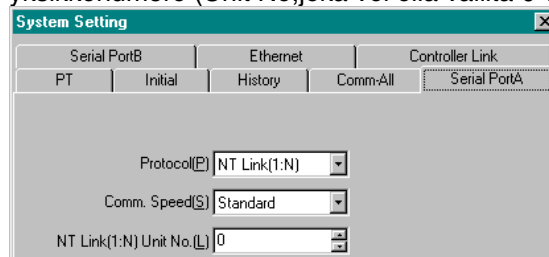 System Setting
Serial PortB Ethernet Controller Link
PT Initial History Comm-All Serial PortA
Protocol(P) NT Link(1:N)
Comm. Speed(S) Standard
NT Link(1:N) Unit No.(L) 0